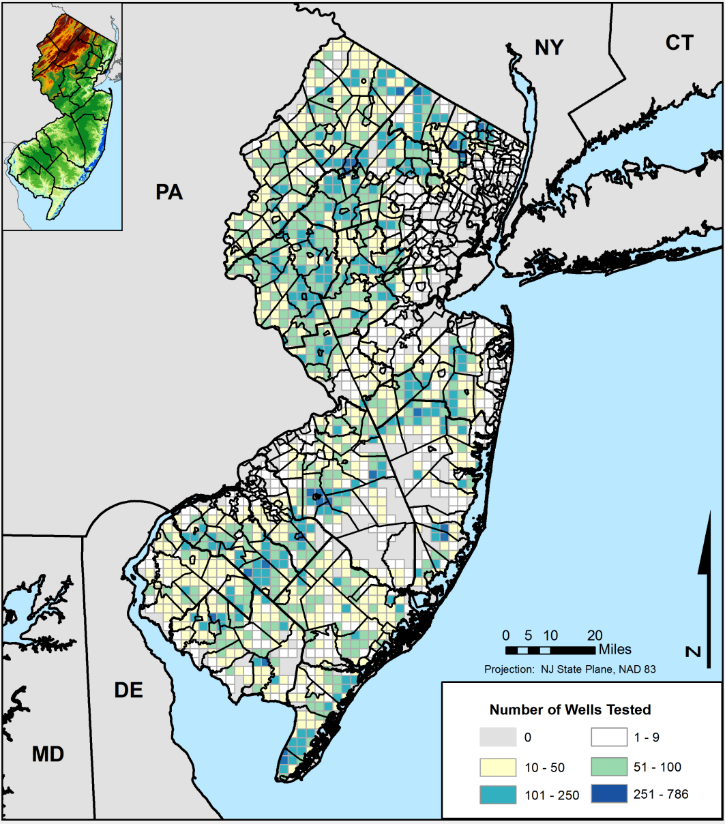 NY
CT
PA
0 5 10 20
Miles
N
Projection: NJ State Plane, NAD 83
DE
MD
Number of Wells Tested
0
1 - 9
10 - 50
51 - 100
101 - 250
251 - 786